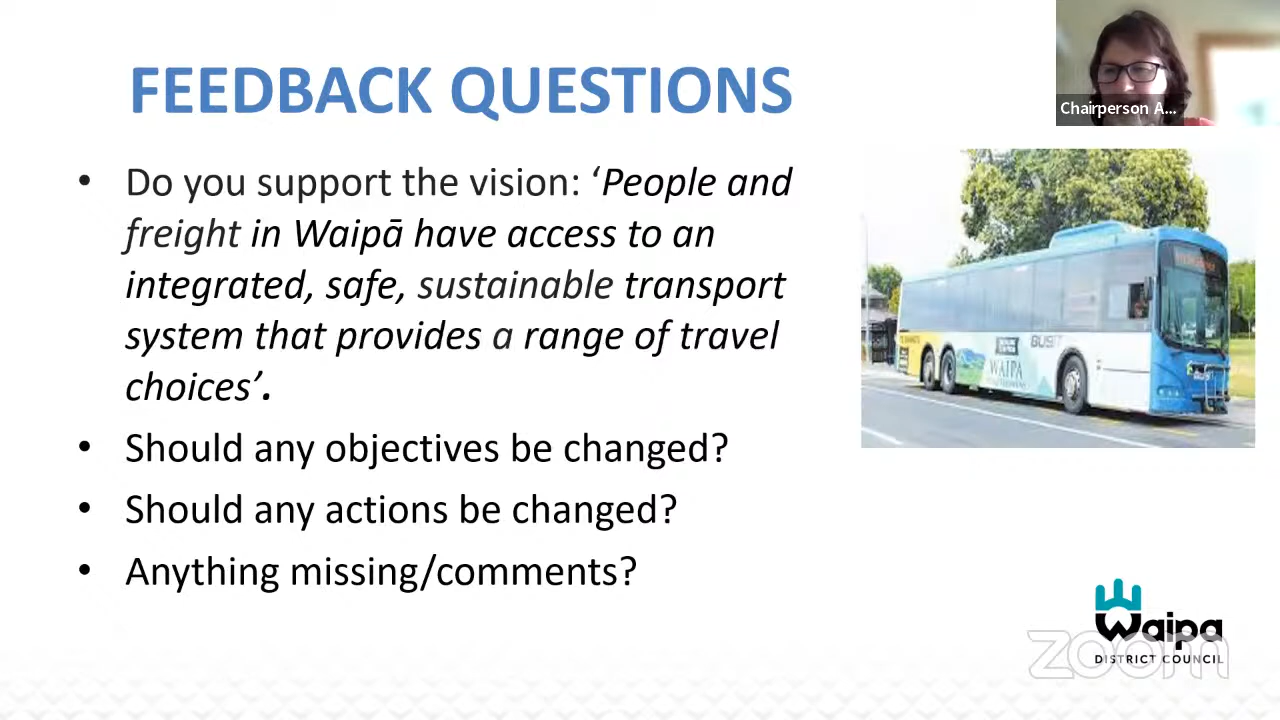 FEEDBACK QUESTIONS
Chairperson A...
• Do you support the vision: ‘People and
freight in Waipā have access to an
integrated, safe, sustainable transport
system that provides a range of travel
choices’.
• Should any objectives be changed?
• Should any actions be changed?
• Anything missing/comments?
BUSIT
WAIPA
Waipa
DISTRICT COUNCIL
zoom